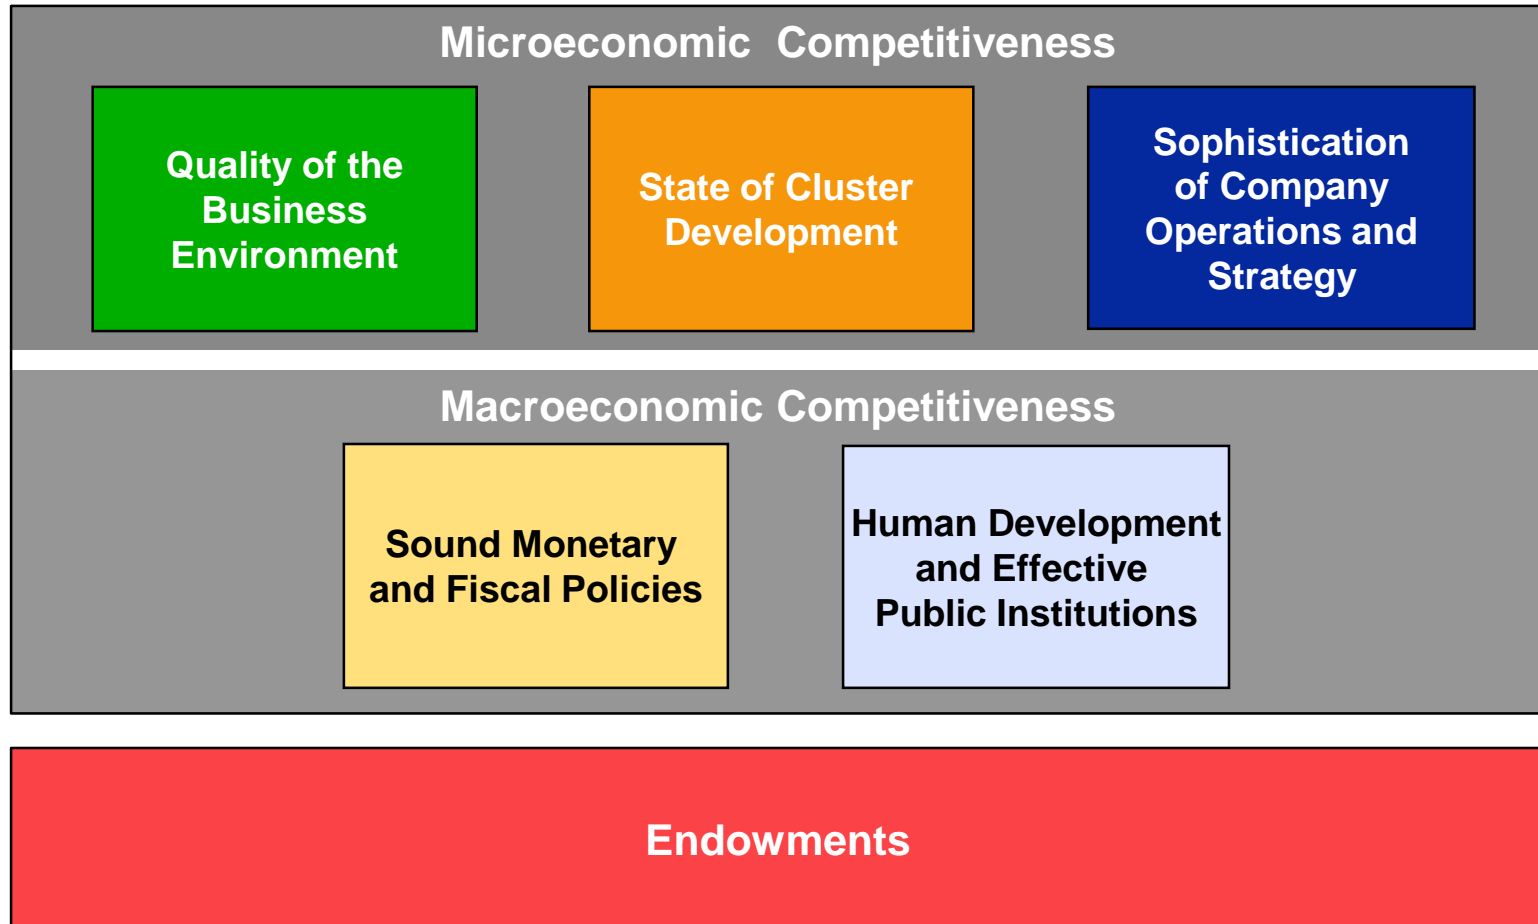 Microeconomic Competitiveness
Quality of the
Business
Environment
State of Cluster
Development
Sophistication
of Company
Operations and
Strategy
Macroeconomic Competitiveness
Sound Monetary
and Fiscal Policies
Human Development
and Effective
Public Institutions
Endowments